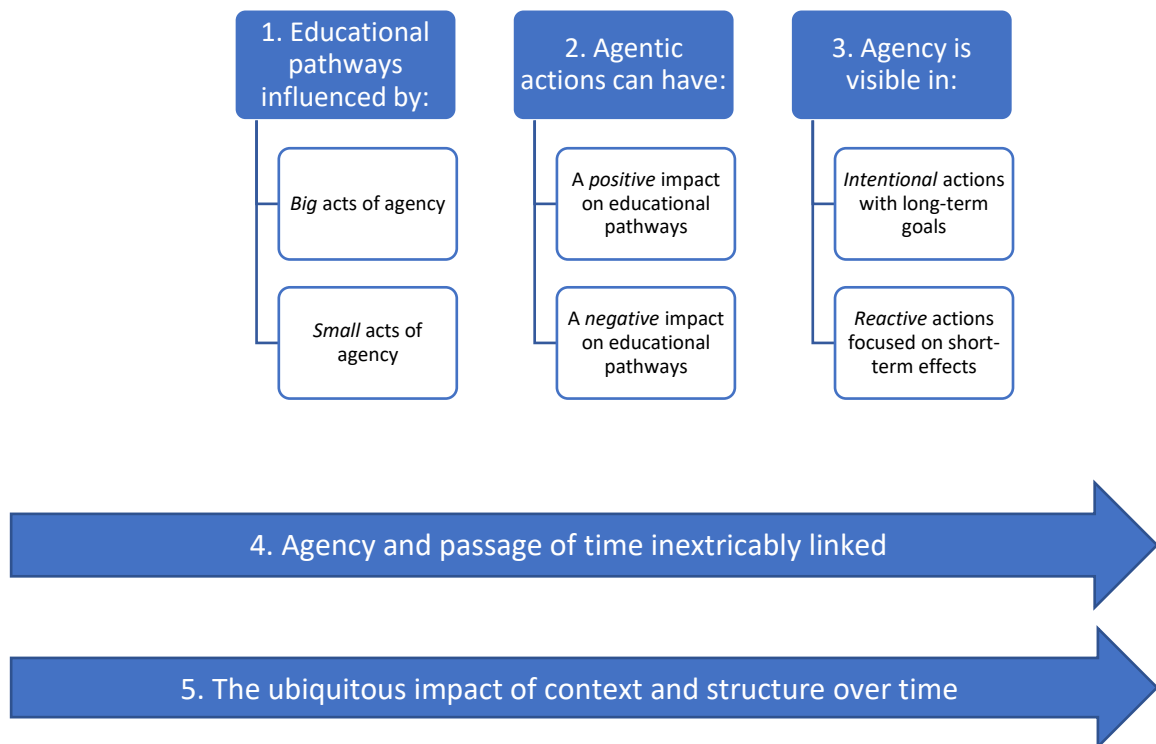 1. Educational
pathways
influenced by:
Big acts of agency
Small acts of
agency
2. Agentic
actions can have:
A positive impact
on educational
pathways
A negative impact
on educational
pathways
3. Agency is
visible in:
Intentional actions
with long-term
goals
Reactive actions
focused on short-
term effects
4. Agency and passage of time inextricably linked
5. The ubiquitous impact of context and structure over time